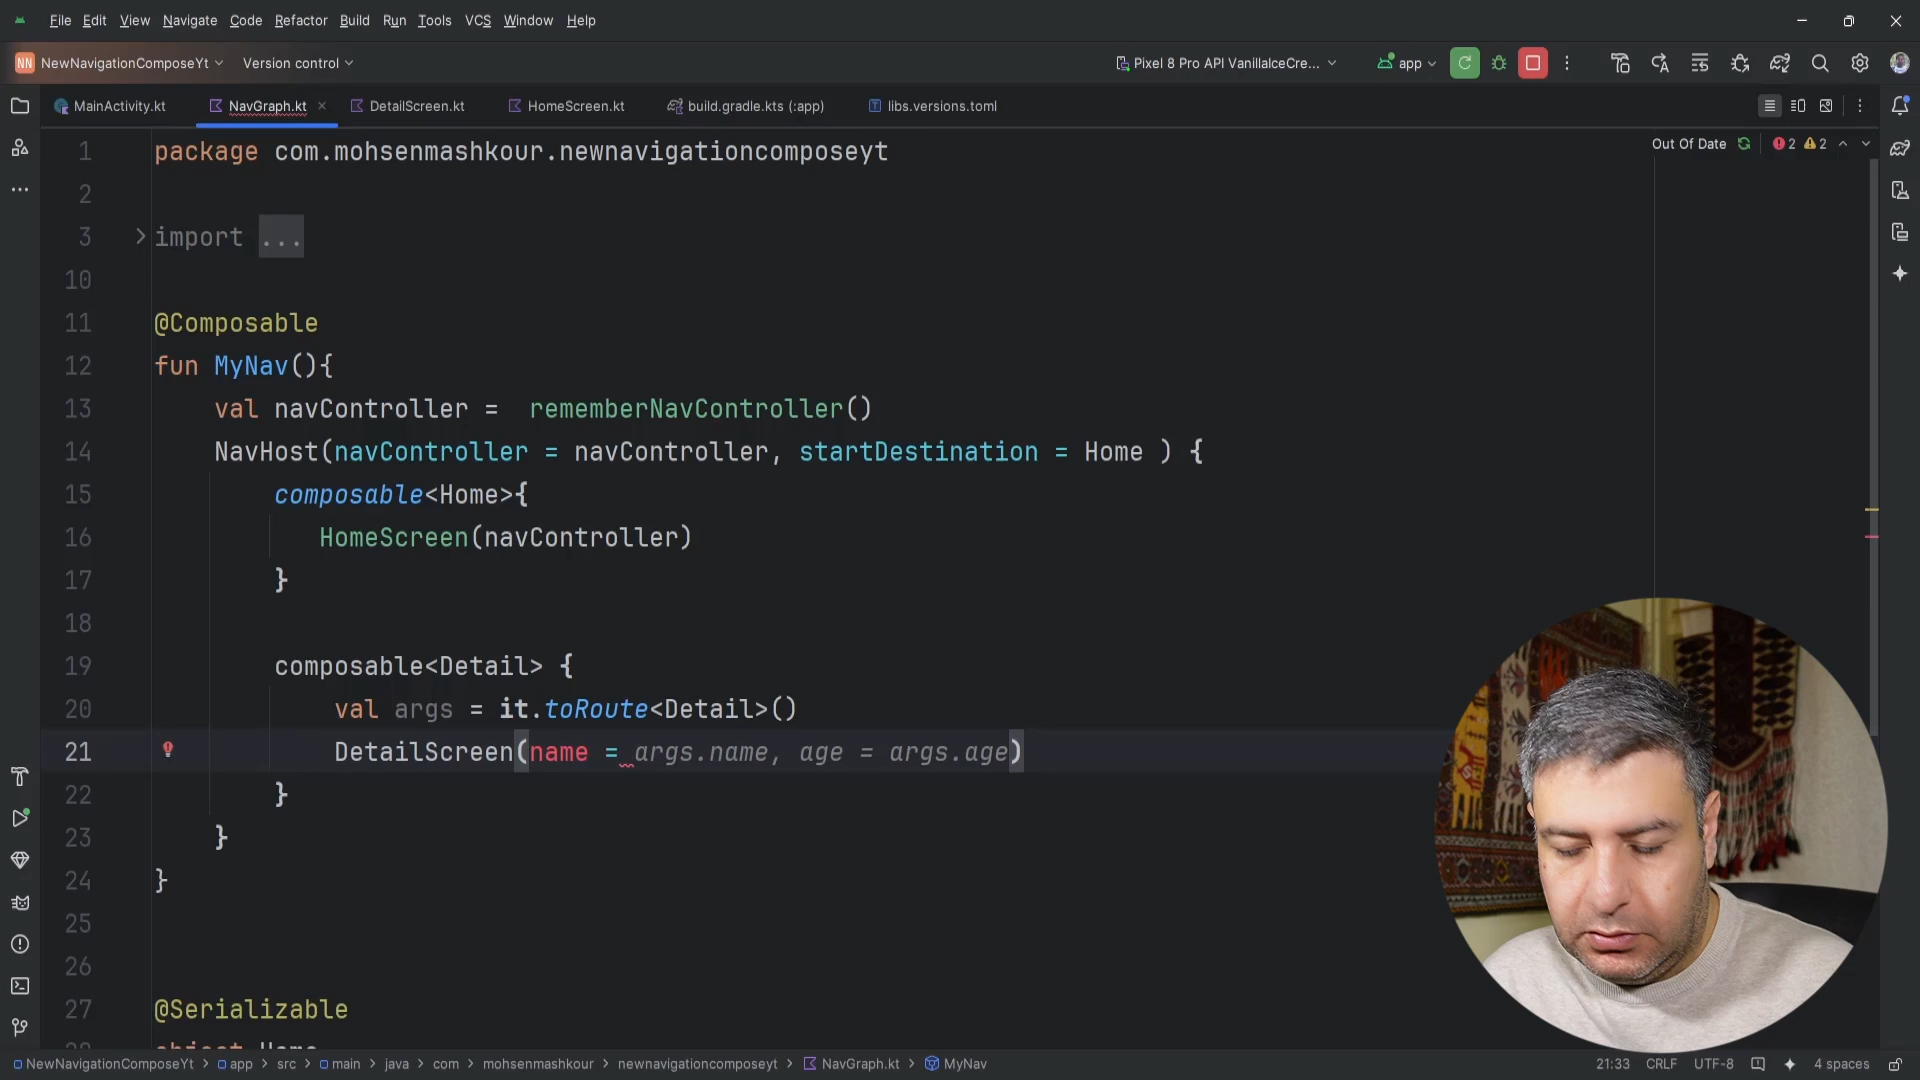 File Edit View Navigate Code Refactor Build Run Tools VCS Window Help
NN NewNavigationComposeYt Version control Pixel 8 Pro API VanillaIceCre... app
MainActivity.kt NavGraph.kt DetailScreen.kt HomeScreen.kt build.gradle.kts (:app) libs.versions.toml
Out Of Date 2 2
1 package com.mohsenmashkour.newnavigationcomposeyt
2
3 import ...
10
11 @Composable
12 fun MyNav(){
13 val navController =  rememberNavController()
14 NavHost(navController = navController, startDestination = Home ) {
15 composable<Home>{
16 HomeScreen(navController)
17 }
18
19 composable<Detail> {
20 val args = it.toRoute<Detail>()
21 DetailScreen(name = args.name, age = args.age)
22 }
23 }
24 }
25
26
27 @Serializable
28 object Home
NewNavigationComposeYt > app > src > main > java > com > mohsenmashkour > newnavigationcomposeyt > NavGraph.kt > MyNav 21:33 CRLF UTF-8 4 spaces